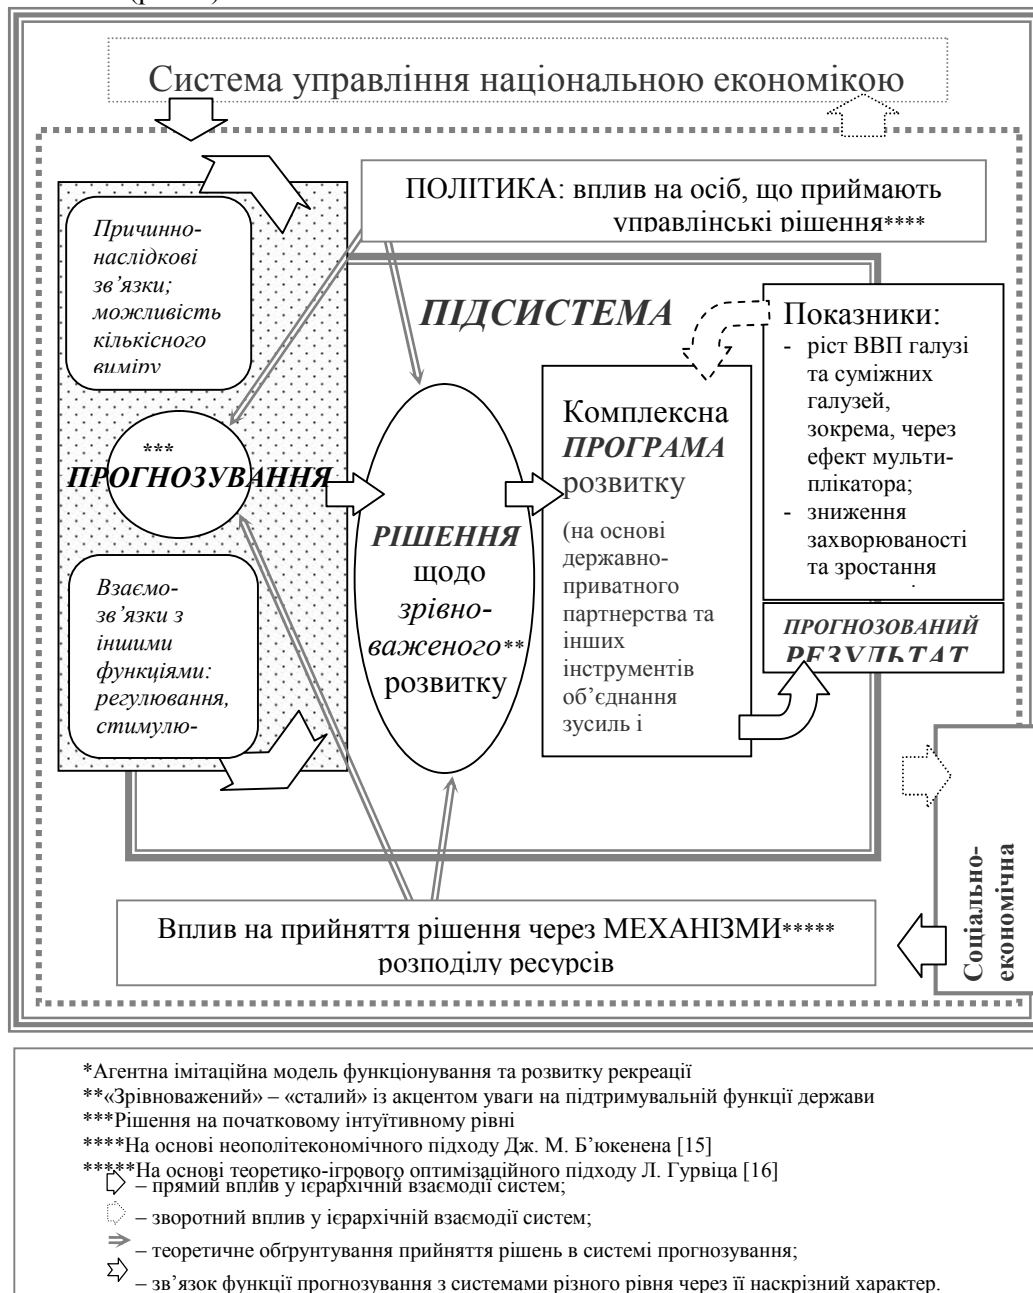 Система управління національною економікою
ПОЛІТИКА: вплив на осіб, що приймають
управлінські рішення****
Причинно-
наслідкові
зв’язки;
можливість
кількісного
виміру
***
ПРОГНОЗУВАННЯ
Взаємо-
зв’язки з
іншими
функціями:
регулювання,
стимулю-
ПІДСИСТЕМА
РІШЕННЯ
щодо
зрівно-
важеного**
розвитку
Комплексна
ПРОГРАМА
розвитку
(на основі
державно-
приватного
партнерства та
інших
інструментів
об’єднання
зусиль і
Показники:
- ріст ВВП галузі
та суміжних
галузей,
зокрема, через
ефект мульти-
плікатора;
- зниження
захворюваності
та зростання
ПРОГНОЗОВАНИЙ
РЕЗУЛЬТАТ
Соціально-
економічна
Вплив на прийняття рішення через МЕХАНІЗМИ*****
розподілу ресурсів
*Агентна імітаційна модель функціонування та розвитку рекреації
**«Зрівноважений» – «сталий» із акцентом уваги на підтримувальній функції держави
***Рішення на початковому інтуїтивному рівні
****На основі неополітекономічного підходу Дж. М. Б’юкенена [15]
*****На основі теоретико-ігрового оптимізаційного підходу Л. Гурвіца [16]
– прямий вплив у ієрархічній взаємодії систем;
– зворотний вплив у ієрархічній взаємодії систем;
– теоретичне обґрунтування прийняття рішень в системі прогнозування;
– зв’язок функції прогнозування з системами різного рівня через її наскрізний характер.